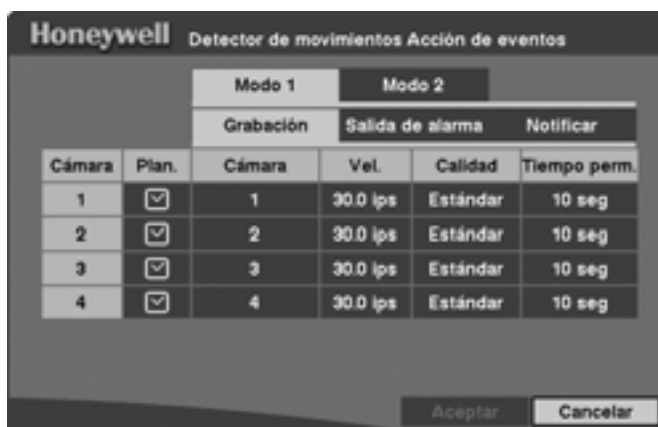 Honeywell Detector de movimientos Acción de eventos
Modo 1 Modo 2
Grabación Salida de alarma Notificar
Cámara Plan. Cámara Vel. Calidad Tiempo perm.
1 1 30.0 ips Estándar 10 seg
2 2 30.0 ips Estándar 10 seg
3 3 30.0 ips Estándar 10 seg
4 4 30.0 ips Estándar 10 seg
Aceptar Cancelar